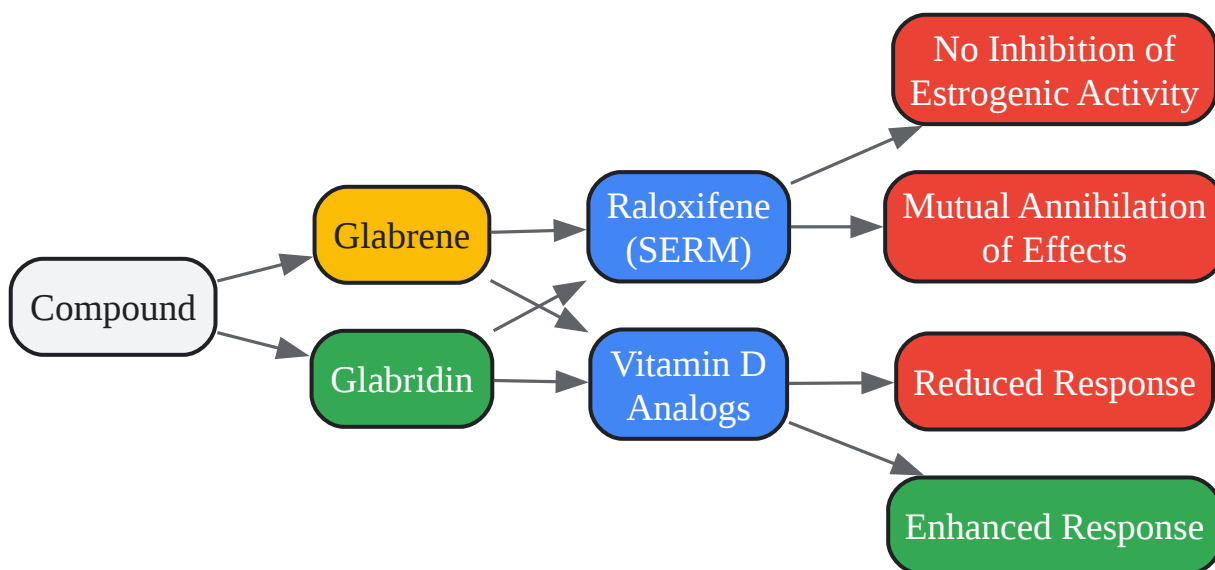 Compound
Glabrene
Glabridin
Raloxifene
(SERM)
Vitamin D
Analogs
No Inhibition of
Estrogenic Activity
Mutual Annihilation
of Effects
Reduced Response
Enhanced Response